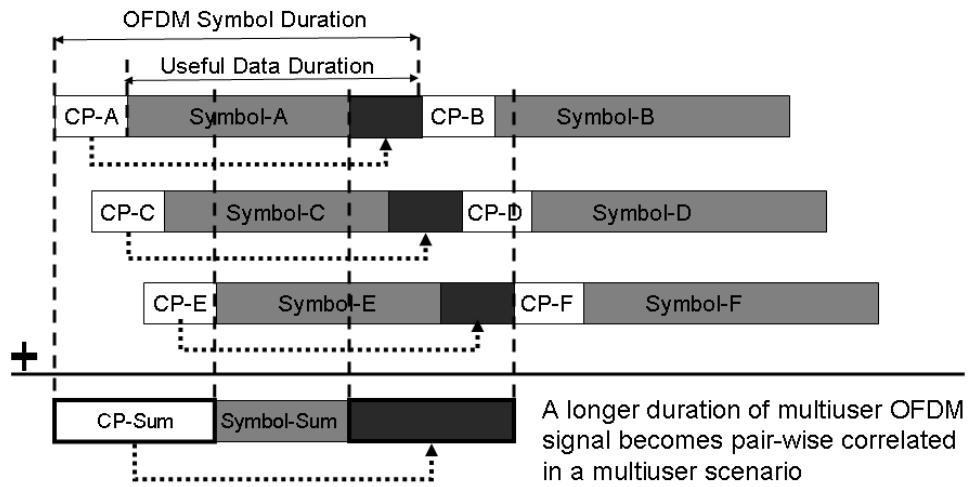 OFDM Symbol Duration
Useful Data Duration
CP-A Symbol-A CP-B Symbol-B
CP-C Symbol-C CP-D Symbol-D
CP-E Symbol-E CP-F Symbol-F
+
CP-Sum Symbol-Sum
A longer duration of multiuser OFDM
signal becomes pair-wise correlated
in a multiuser scenario